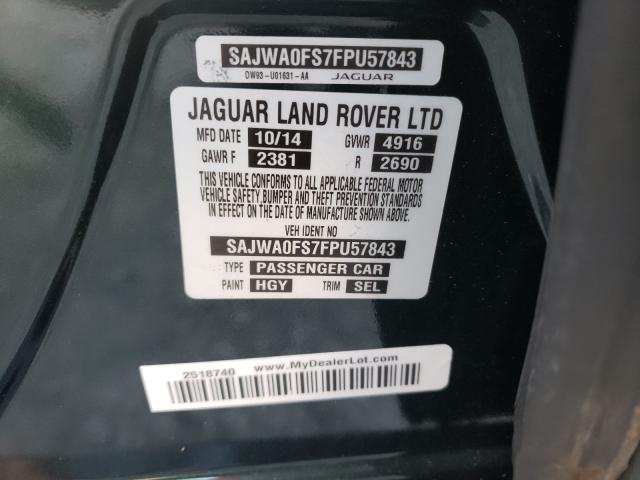 SAJWA0FS7FPU57843
DW93-U01631-AA JAGUAR
JAGUAR LAND ROVER LTD
MFD DATE 10/14 GVWR 4916
GAWR F 2381 R 2690
THIS VEHICLE CONFORMS TO ALL APPLICABLE FEDERAL MOTOR
VEHICLE SAFETY, BUMPER AND THEFT PREVENTION STANDARDS
IN EFFECT ON THE DATE OF MANUFACTURE SHOWN ABOVE.
VEH IDENT NO
SAJWA0FS7FPU57843
TYPE PASSENGER CAR
PAINT HGY TRIM SEL
2518740 www.MyDealerLot.com